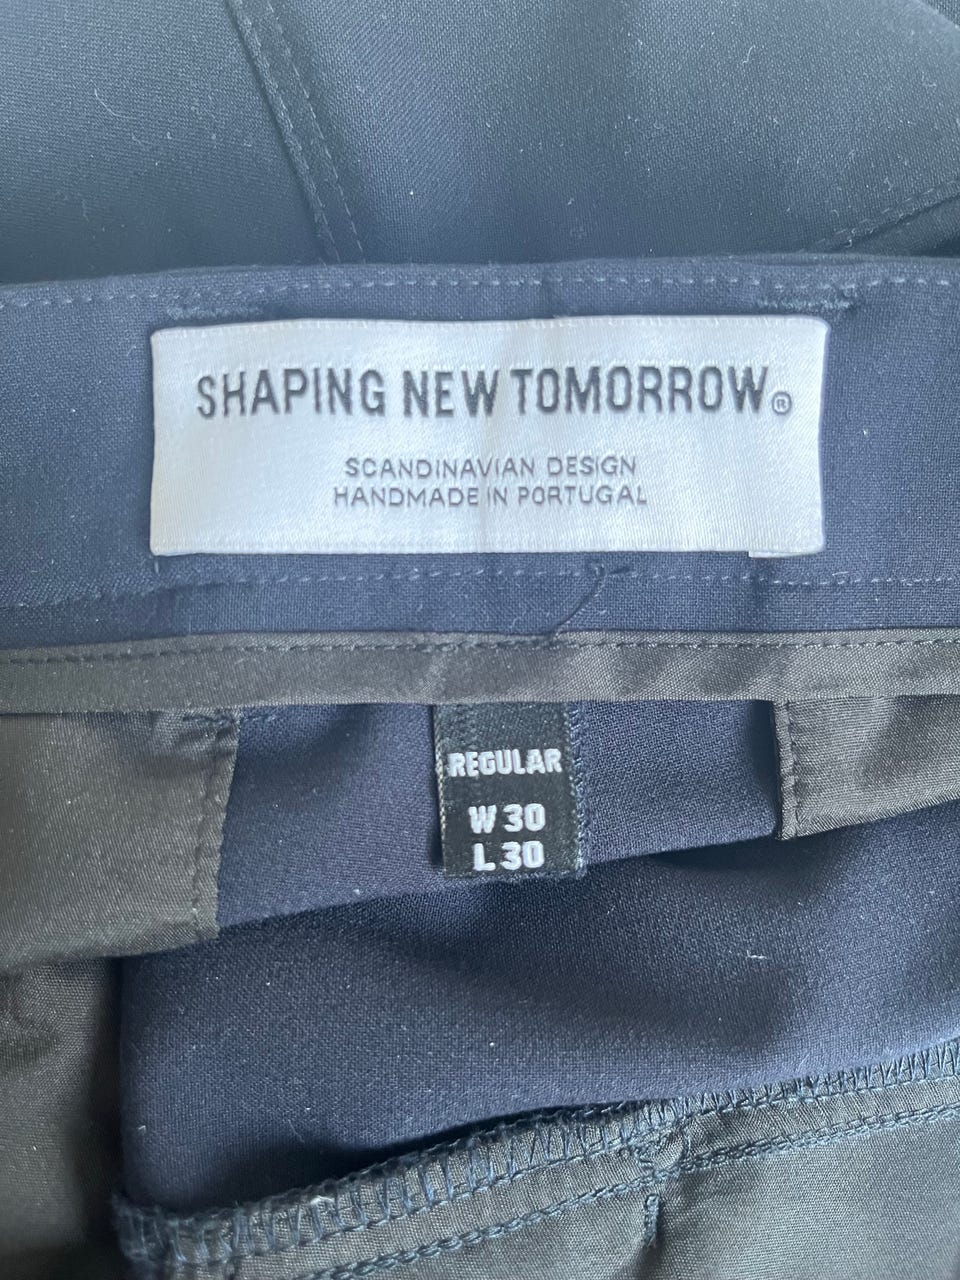 SHAPING NEW TOMORROW®
SCANDINAVIAN DESIGN
HANDMADE IN PORTUGAL
REGULAR
W 30
L 30